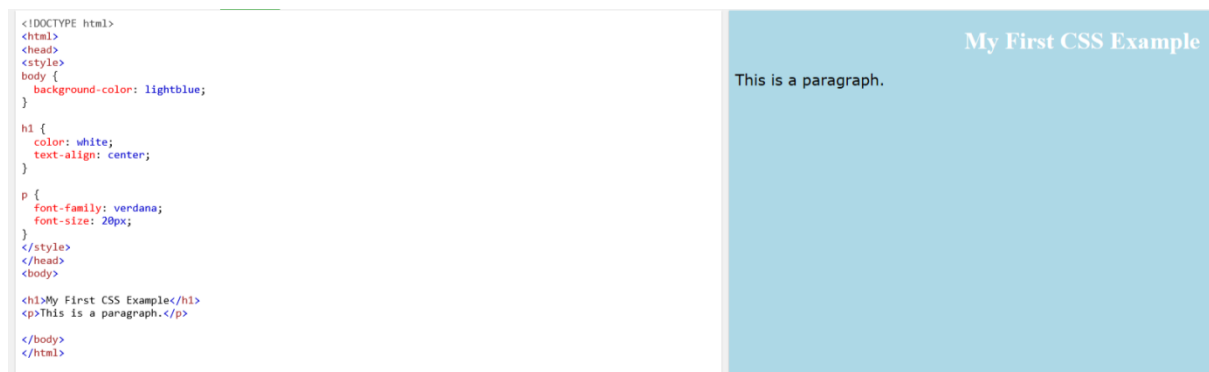 <!DOCTYPE html>
<html>
<head>
<style>
body {
  background-color: lightblue;
}

h1 {
  color: white;
  text-align: center;
}

p {
  font-family: verdana;
  font-size: 20px;
}
</style>
</head>
<body>

<h1>My First CSS Example</h1>
<p>This is a paragraph.</p>

</body>
</html>
My First CSS Example
This is a paragraph.